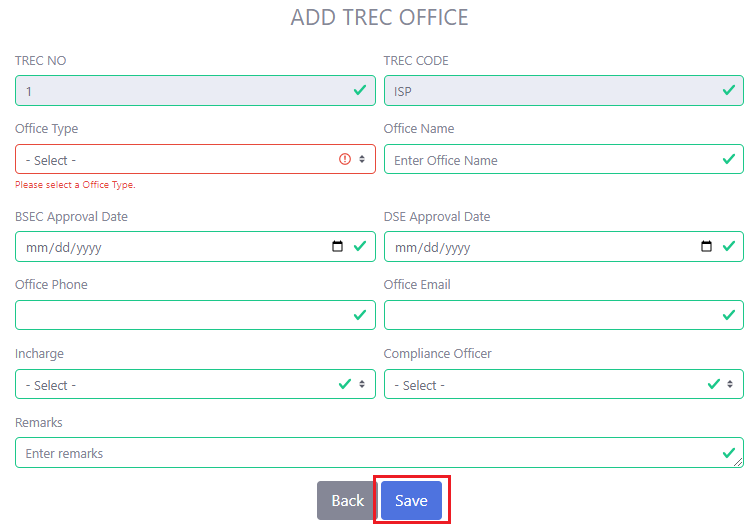 ADD TREC OFFICE
TREC NO TREC CODE
1 ISP
Office Type Office Name
- Select - Enter Office Name
Please select a Office Type.
BSEC Approval Date DSE Approval Date
mm/dd/yyyy mm/dd/yyyy
Office Phone Office Email
Incharge Compliance Officer
- Select - - Select -
Remarks
Enter remarks
Back Save